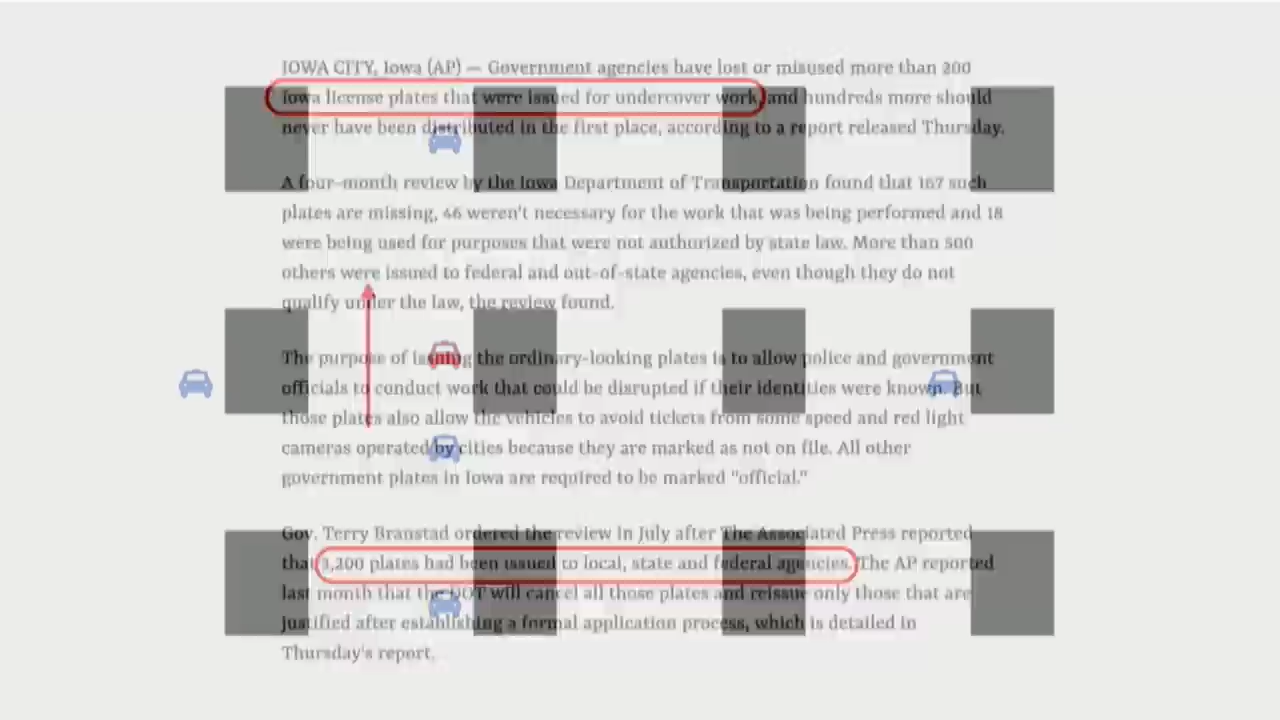 IOWA CITY, Iowa (AP) — Government agencies have lost or misused more than 200
Iowa license plates that were issued for undercover work, and hundreds more should
never have been distributed in the first place, according to a report released Thursday.
A four-month review by the Iowa Department of Transportation found that 167 such
plates are missing, 46 weren't necessary for the work that was being performed and 18
were being used for purposes that were not authorized by state law. More than 500
others were issued to federal and out-of-state agencies, even though they do not
qualify under the law, the review found.
The purpose of issuing the ordinary-looking plates is to allow police and government
officials to conduct work that could be disrupted if their identities were known. But
those plates also allow the vehicles to avoid tickets from some speed and red light
cameras operated by cities because they are marked as not on file. All other
government plates in Iowa are required to be marked "official."
Gov. Terry Branstad ordered the review in July after The Associated Press reported
that 3,200 plates had been issued to local, state and federal agencies. The AP reported
last month that the DOT will cancel all those plates and reissue only those that are
justified after establishing a formal application process, which is detailed in
Thursday's report.